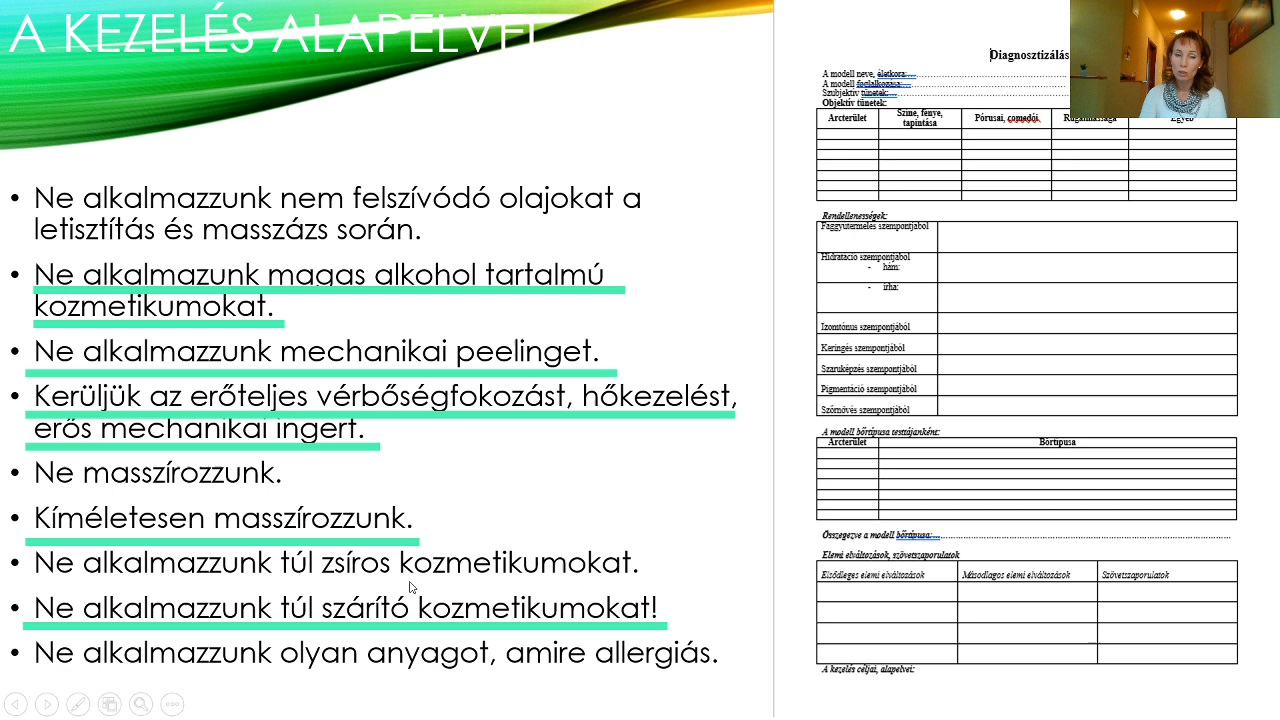 A KEZELÉS ALAPELVEI
Ne alkalmazzunk nem felszívódó olajokat a
letisztítás és masszázs során.
Ne alkalmazunk magas alkohol tartalmú
kozmetikumokat.
Ne alkalmazzunk mechanikai peelinget.
Kerüljük az erőteljes vérbőségfokozást, hőkezelést,
erős mechanikai ingert.
Ne masszírozzunk.
Kíméletesen masszírozzunk.
Ne alkalmazzunk túl zsíros kozmetikumokat.
Ne alkalmazzunk túl szárító kozmetikumokat!
Ne alkalmazzunk olyan anyagot, amire allergiás.
Diagnosztizálás
A modell neve, életkora:
A modell foglalkozása:
Szubjektív tünetek:
Objektív tünetek:
Arcterület Színe, fénye, Pórusai, comedói Rugalmassága Egyéb
tapintása
Rendellenességek:
Faggyútermelés szempontjából
Hidratáció szempontjából
- hám:
- irha:
Izomtónus szempontjából
Keringés szempontjából
Szaruképzés szempontjából
Pigmentáció szempontjából
Szőrnövés szempontjából
A modell bőrtípusa testtájanként:
Arcterület Bőrtípusa
Összegezve a modell bőrtípusa:
Elemi elváltozások, szövetszaporulatok
Elsődleges elemi elváltozások Másodlagos elemi elváltozások Szövetszaporulatok
A kezelés céljai, alapelvei: